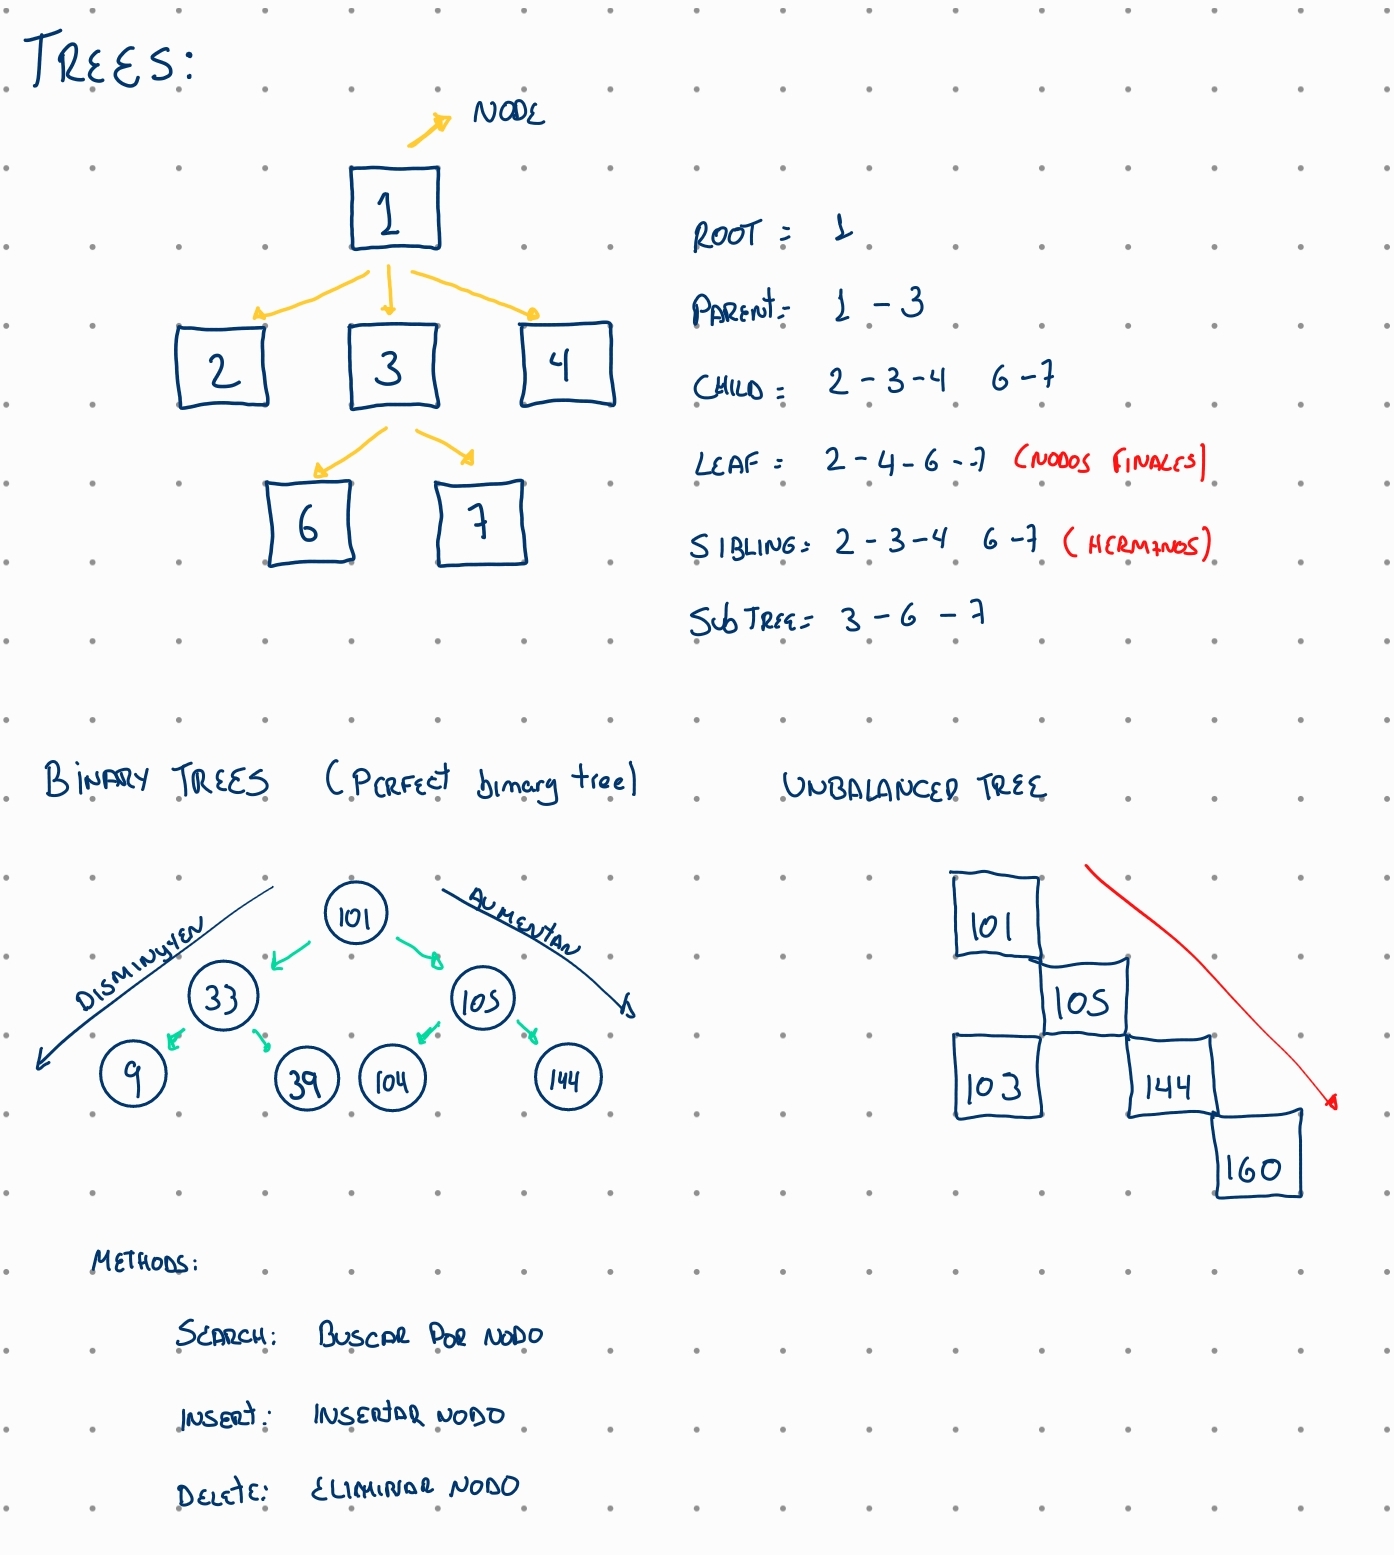 TREES:
NODE
1
2 3 4
6 7
ROOT = 1
PARENT = 1 - 3
CHILD = 2 - 3 - 4 6 - 7
LEAF = 2 - 4 - 6 - 7 (NODOS FINALES)
SIBLING = 2 - 3 - 4 6 - 7 (HERMANOS)
SUBTREE = 3 - 6 - 7
BINARY TREES (PERFECT binary tree)
DISMINUYEN
AUMENTAN
101
33 105
9 39 104 144
UNBALANCED TREE
101
105
103 144
160
METHODS:
SEARCH: BUSCAR POR NODO
INSERT: INSERTAR NODO
DELETE: ELIMINAR NODO